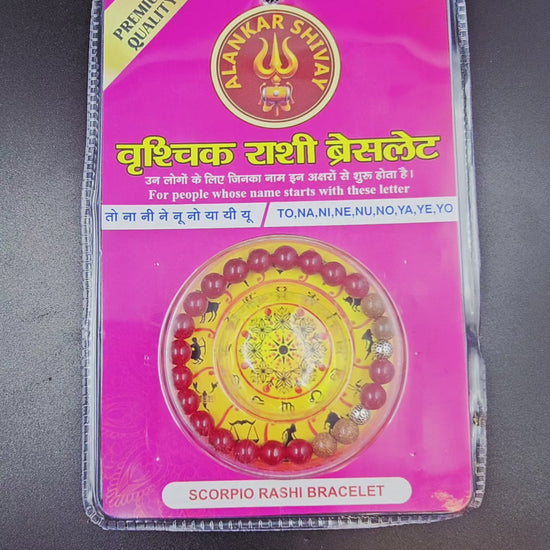 PREMIUM
QUALITY
ALANKAR SHIVAY
वृश्चिक राशी ब्रेसलेट
उन लोगों के लिए जिनका नाम इन अक्षरों से शुरू होता है।
For people whose name starts with these letter
तो ना नी ने नू नो या यी यू / TO,NA,NI,NE,NU,NO,YA,YE,YO
SCORPIO RASHI BRACELET